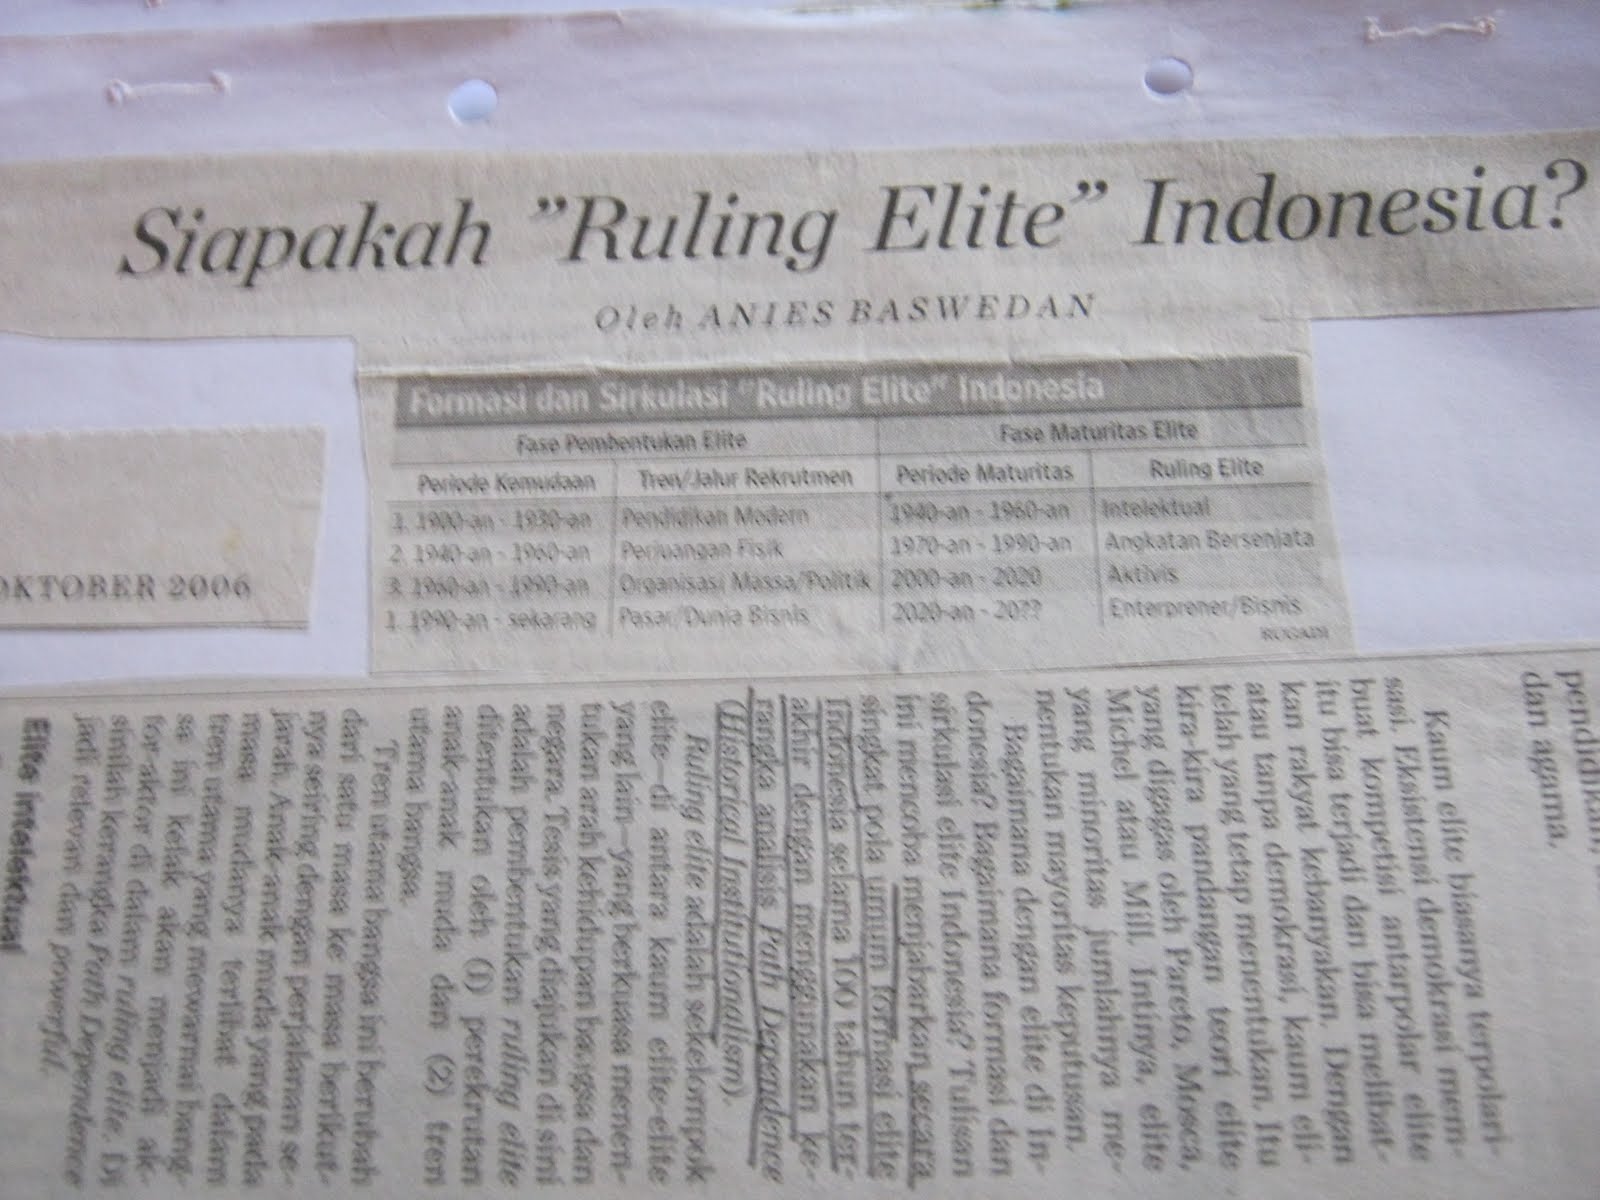 Siapakah "Ruling Elite" Indonesia?
Oleh ANIES BASWEDAN
OKTOBER 2006
Formasi dan Sirkulasi "Ruling Elite" Indonesia
Fase Pembentukan Elite Fase Maturitas Elite
Periode Kemudaan Tren/Jalur Rekrutmen Periode Maturitas Ruling Elite
1. 1900-an - 1930-an Pendidikan Modern 1940-an - 1960-an Intelektual
2. 1940-an - 1960-an Perjuangan Fisik 1970-an - 1990-an Angkatan Bersenjata
3. 1960-an - 1990-an Organisasi Massa/Politik 2000-an - 2020 Aktivis
1. 1990-an - sekarang Pasar/Dunia Bisnis 2020-an - 20?? Enterprener/Bisnis
RUGADI
pendidikan,
dan agama.
Kaum elite biasanya terpolari-
sasi. Eksistensi demokrasi mem-
buat kompetisi antarpolar elite
itu bisa terjadi dan bisa melibat-
kan rakyat kebanyakan. Dengan
atau tanpa demokrasi, kaum eli-
telah yang tetap menentukan. Itu
kira-kira pandangan teori elite
yang digagas oleh Pareto, Mosca,
Michel atau Mill. Intinya, elite
yang minoritas jumlahnya me-
nentukan mayoritas keputusan.
Bagaimana dengan elite di In-
donesia? Bagaimana formasi dan
sirkulasi elite Indonesia? Tulisan
ini mencoba menjabarkan secara
singkat pola umum formasi elite
Indonesia selama 100 tahun ter-
akhir dengan menggunakan ke-
rangka analisis Path Dependence
(Historical Institutionalism).
Ruling elite adalah sekelompok
elite—di antara kaum elite-elite
yang lain—yang berkuasa menen-
tukan arah kehidupan bangsa dan
negara. Tesis yang diajukan di sini
adalah pembentukan ruling elite
ditentukan oleh (1) perekrutan
anak-anak muda dan (2) tren
utama bangsa.
Tren utama bangsa ini berubah
dari satu masa ke masa berikut-
nya seiring dengan perjalanan se-
jarah. Anak-anak muda yang pada
masa mudanya terlibat dalam
tren utama yang mewarnai bang-
sa ini kelak akan menjadi ak-
tor-aktor di dalam ruling elite. Di
sinilah kerangka Path Dependence
jadi relevan dan powerful.
Elite intelektual